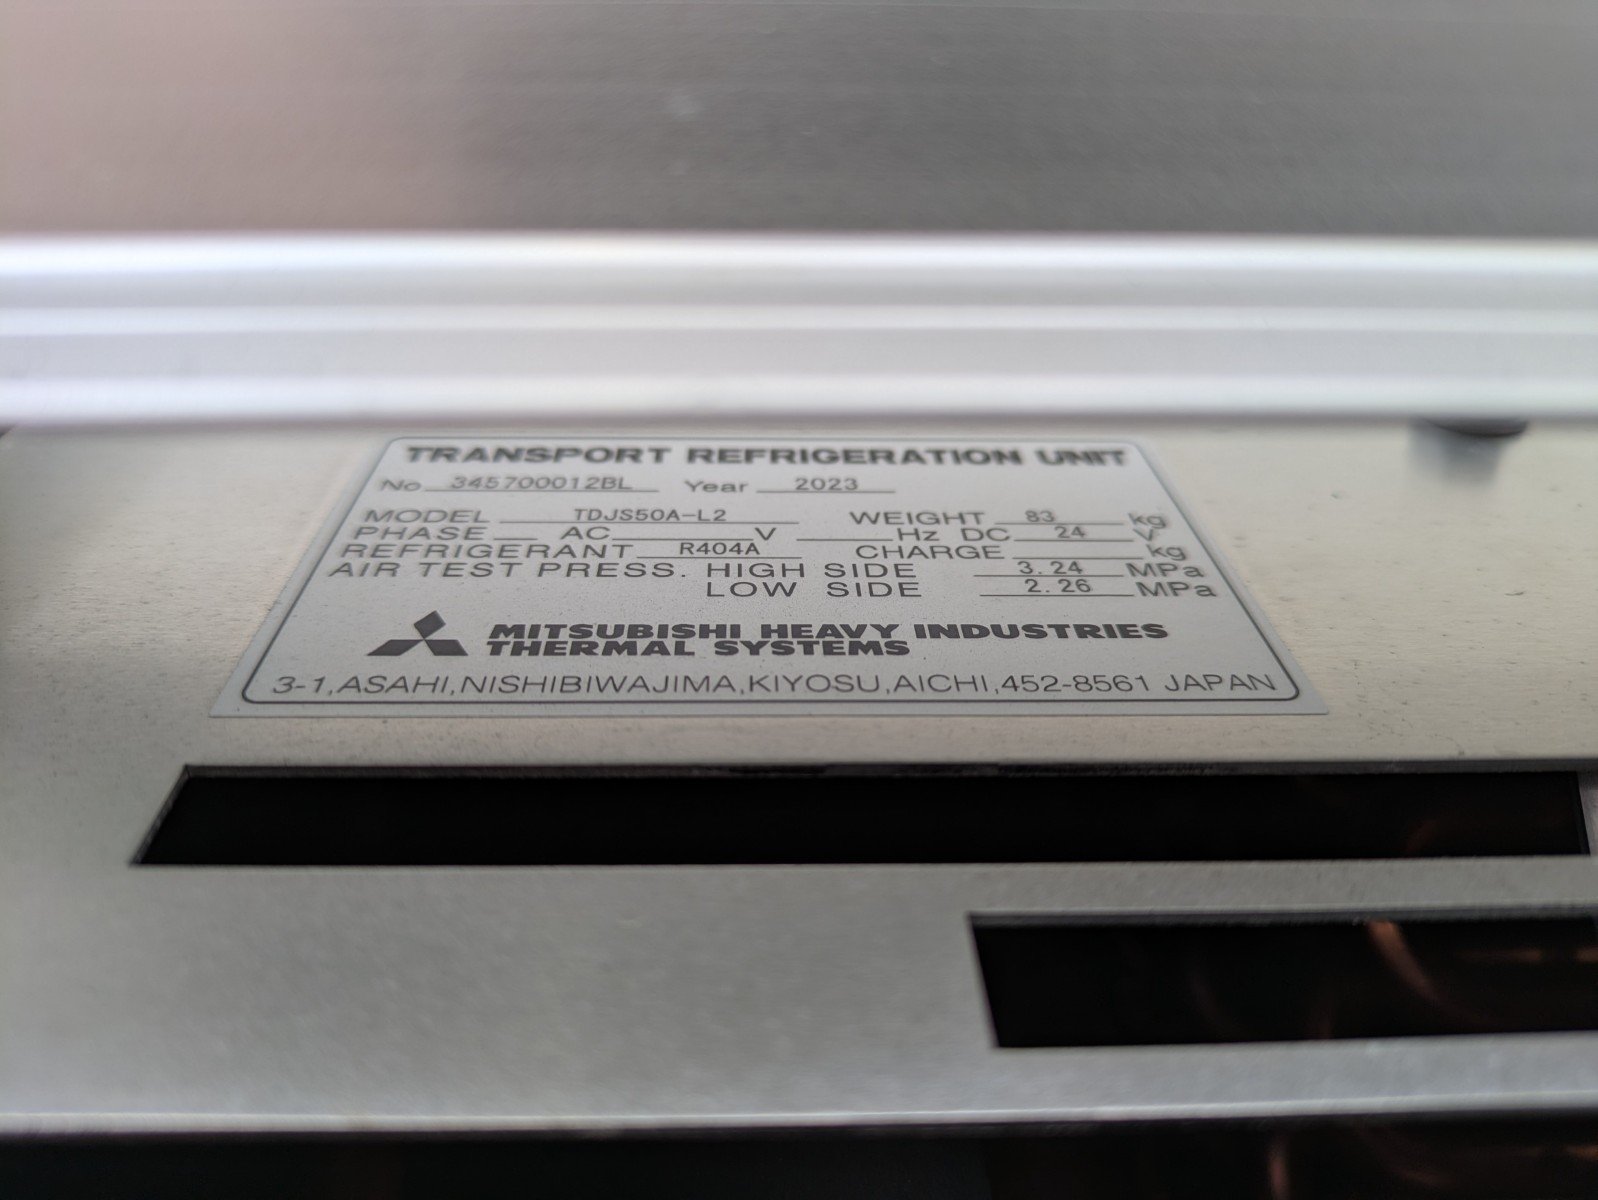 TRANSPORT REFRIGERATION UNIT
No 345700012BL Year 2023
MODEL TDJS50A-L2 WEIGHT 83 kg
PHASE AC V Hz DC 24 V
REFRIGERANT R404A CHARGE kg
AIR TEST PRESS. HIGH SIDE 3.24 MPa
LOW SIDE 2.26 MPa
MITSUBISHI HEAVY INDUSTRIES
THERMAL SYSTEMS
3-1,ASAHI,NISHIBIWAJIMA,KIYOSU,AICHI,452-8561 JAPAN